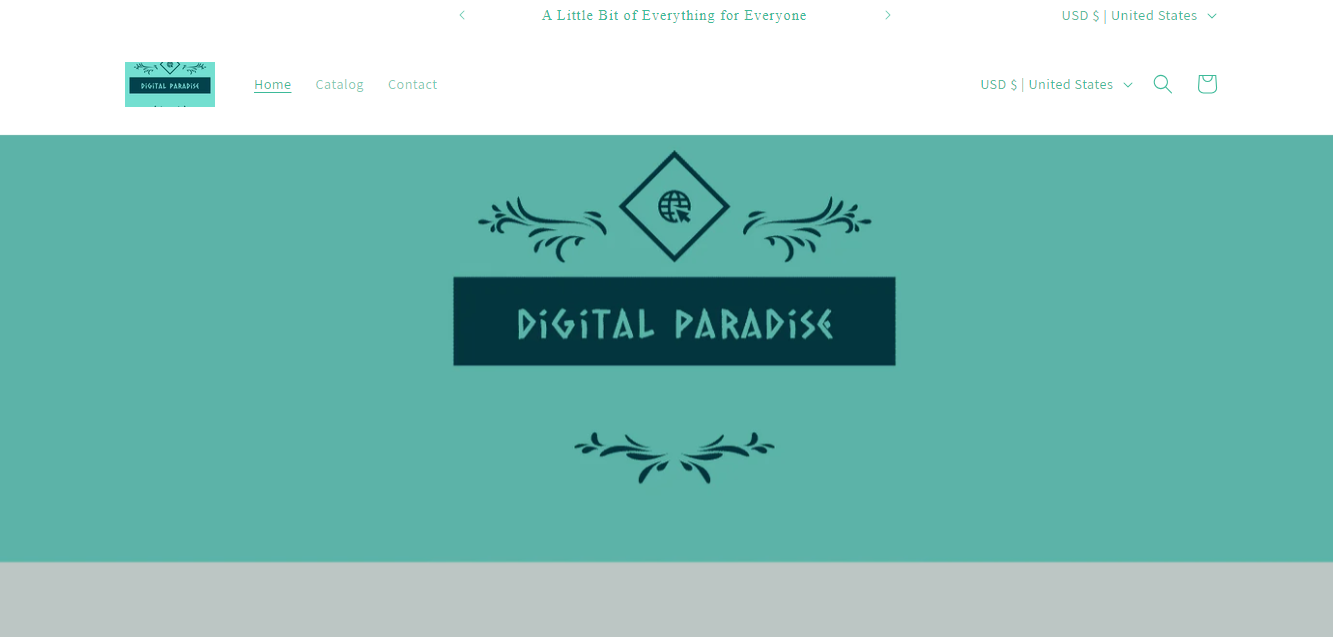 A Little Bit of Everything for Everyone
USD $ | United States
DIGITAL PARADISE
Home
Catalog
Contact
USD $ | United States
DiGiTAL PARADiSE